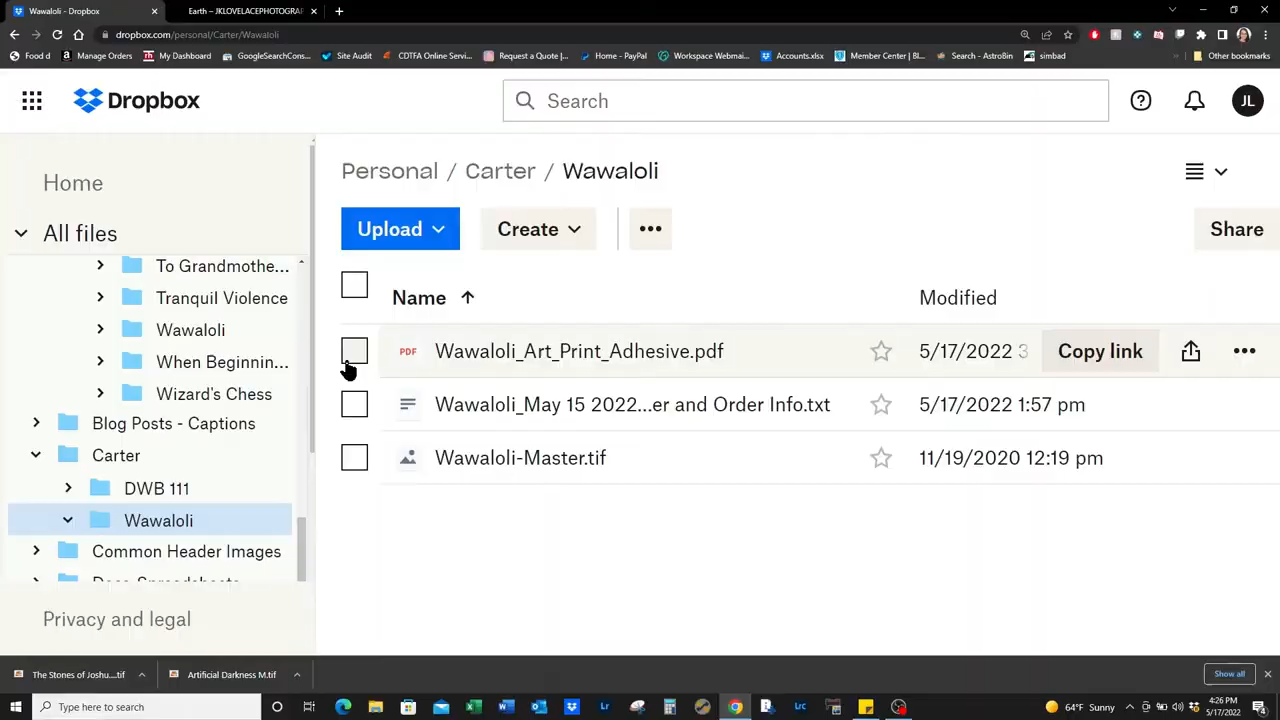 Wawaloli - Dropbox
Earth – JKLOVELACEPHOTOGRAF
dropbox.com/personal/Carter/Wawaloli
Food d
Manage Orders
My Dashboard
GoogleSearchCons...
Site Audit
CDTFA Online Servi...
Request a Quote |...
Home - PayPal
Workspace Webmai...
Accounts.xlsx
Member Center | Bl...
Search - AstroBin
simbad
Other bookmarks
Dropbox
Search
JL
Home
All files
To Grandmothe...
Tranquil Violence
Wawaloli
When Beginnin...
Wizard's Chess
Blog Posts - Captions
Carter
DWB 111
Wawaloli
Common Header Images
Privacy and legal
Personal / Carter / Wawaloli
Upload
Create
Share
Name
Modified
PDF
Wawaloli_Art_Print_Adhesive.pdf
5/17/2022 3
Copy link
Wawaloli_May 15 2022...er and Order Info.txt
5/17/2022 1:57 pm
Wawaloli-Master.tif
11/19/2020 12:19 pm
The Stones of Joshu....tif
Artificial Darkness M.tif
Show all
Type here to search
Lr
LrC
64°F Sunny
4:26 PM
5/17/2022